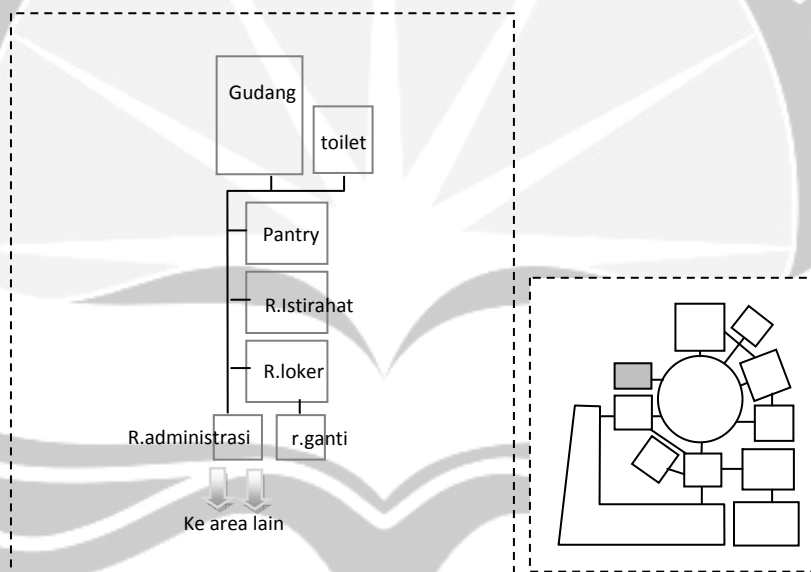 Gudang
toilet
Pantry
R.Istirahat
R.loker
R.administrasi
r.ganti
Ke area lain